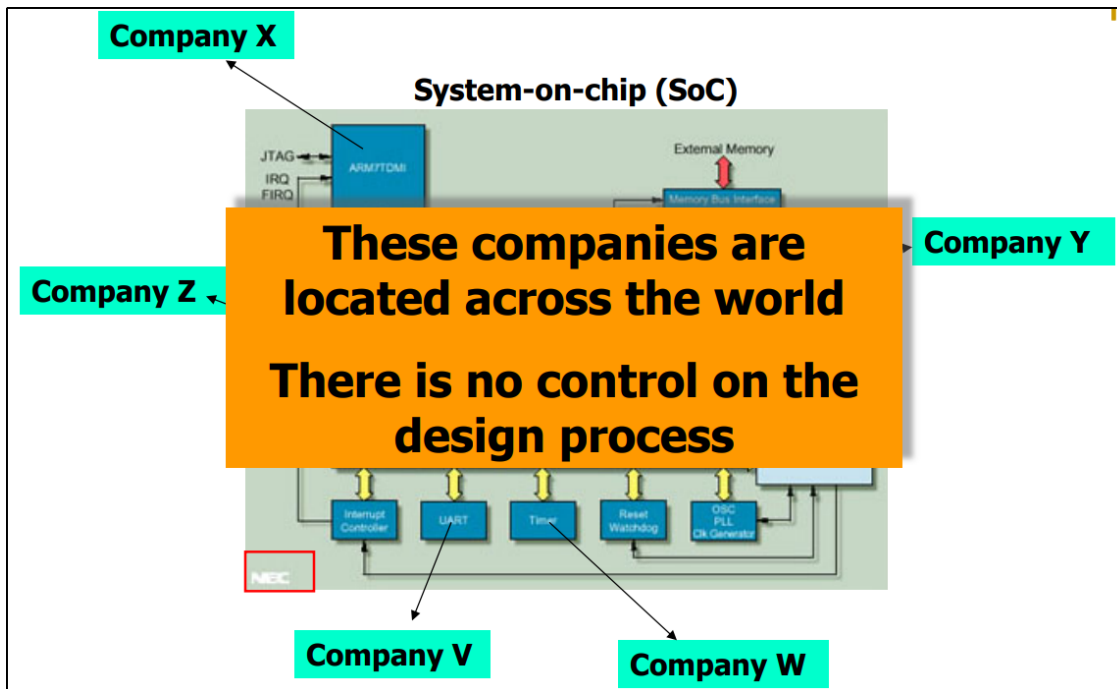 Company X
System-on-chip (SoC)
External Memory
JTAG
ARM7TDMI
IRQ
FIRQ
Memory Bus Interface
These companies are
located across the world
There is no control on the
design process
Company Y
Company Z
Interrupt
Controller
UART
Timer
Reset
Watchdog
OSC
PLL
Clk Generator
NEC
Company V
Company W